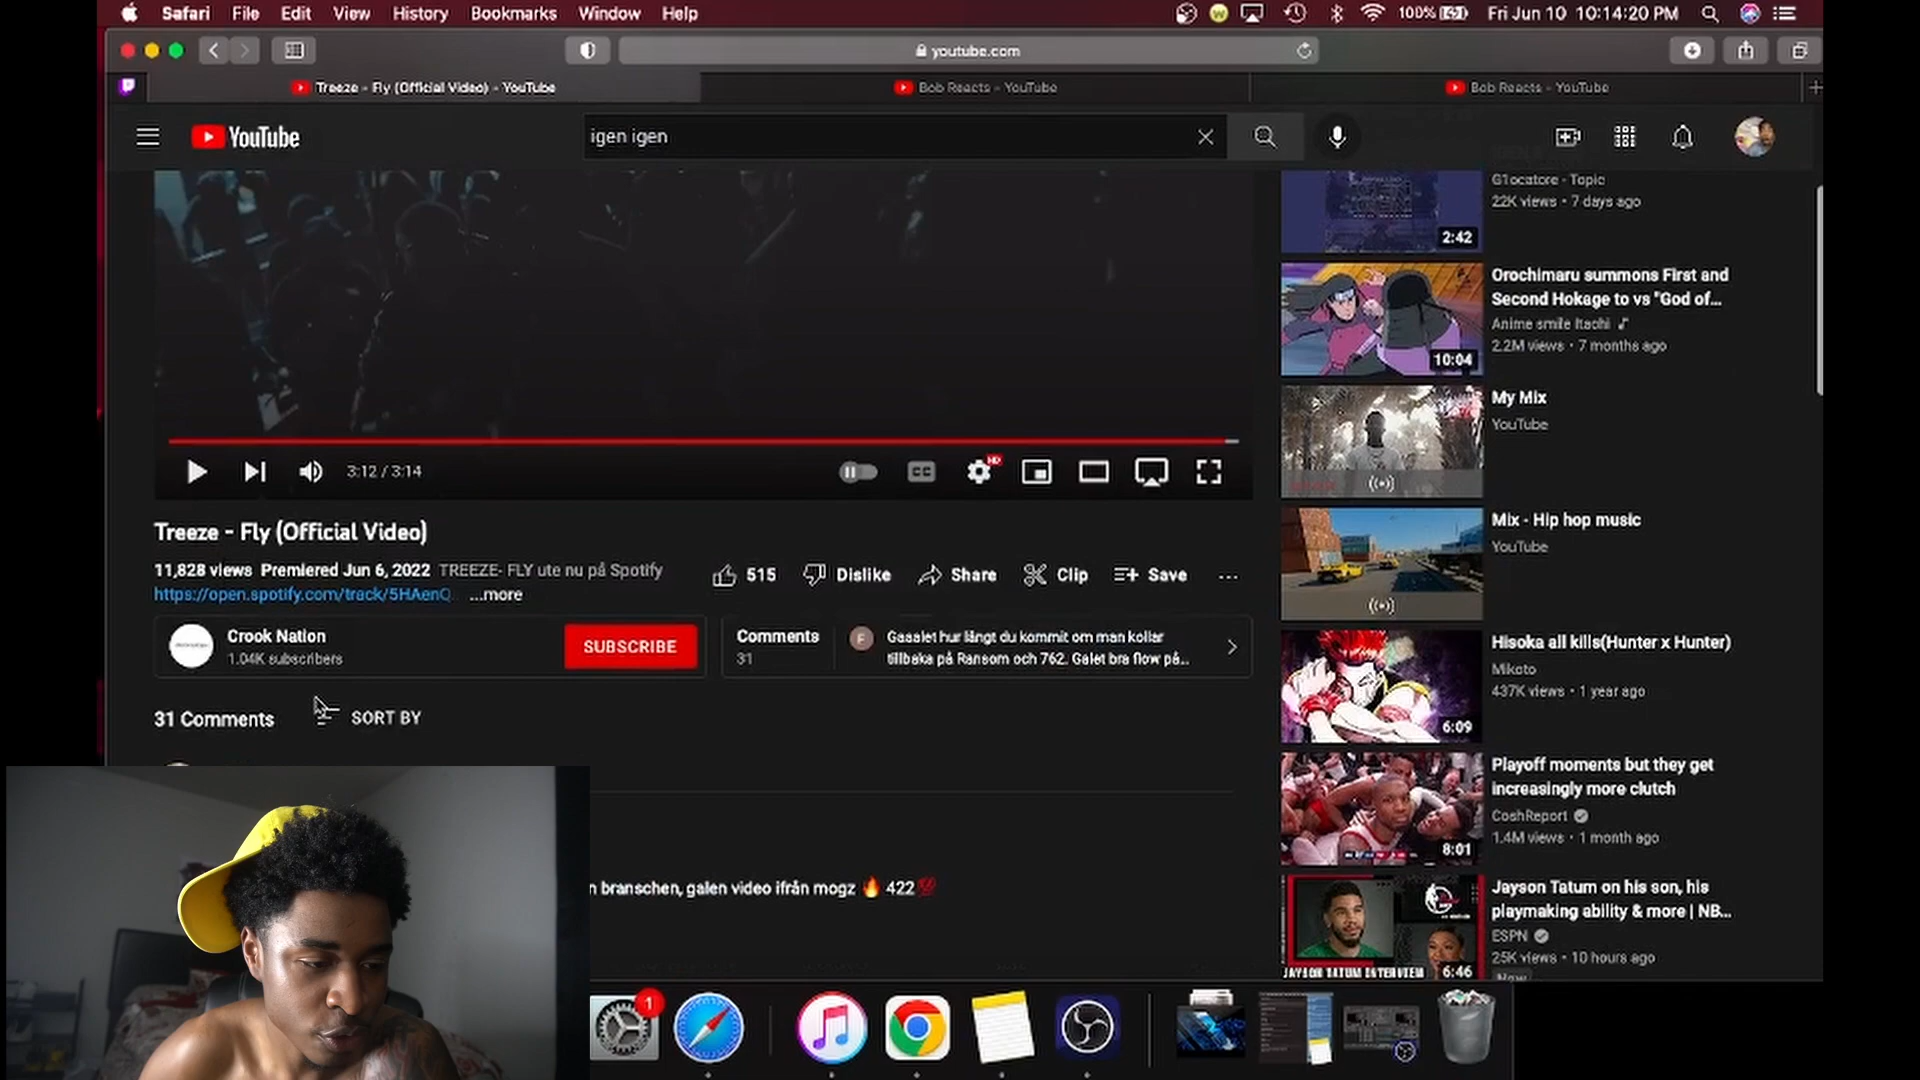 Safari File Edit View History Bookmarks Window Help
100% Fri Jun 10 10:14:20 PM
youtube.com
Treeze - Fly (Official Video) - YouTube
Bob Reacts - YouTube
Bob Reacts - YouTube
YouTube
igen igen
G1ocatore - Topic
22K views • 7 days ago
2:42
Orochimaru summons First and
Second Hokage to vs "God of...
Anime smile Itachi
2.2M views • 7 months ago
10:04
My Mix
YouTube
Mix - Hip hop music
YouTube
Hisoka all kills(Hunter x Hunter)
Mikoto
437K views • 1 year ago
6:09
Playoff moments but they get
increasingly more clutch
CoshReport
1.4M views • 1 month ago
8:01
Jayson Tatum on his son, his
playmaking ability & more | NB...
ESPN
25K views • 10 hours ago
New
JAYSON TATUM INTERVIEW
6:46
3:12 / 3:14
CC
HD
Treeze - Fly (Official Video)
11,828 views Premiered Jun 6, 2022 TREEZE- FLY ute nu på Spotify
https://open.spotify.com/track/5HAenQ... ...more
515 Dislike Share Clip Save ...
Crook Nation
1.04K subscribers
SUBSCRIBE
Comments
31
F
Gaaalet hur långt du kommit om man kollar
tillbaka på Ransom och 762. Galet bra flow på...
31 Comments SORT BY
n branschen, galen video ifrån mogz 🔥 422💯
1